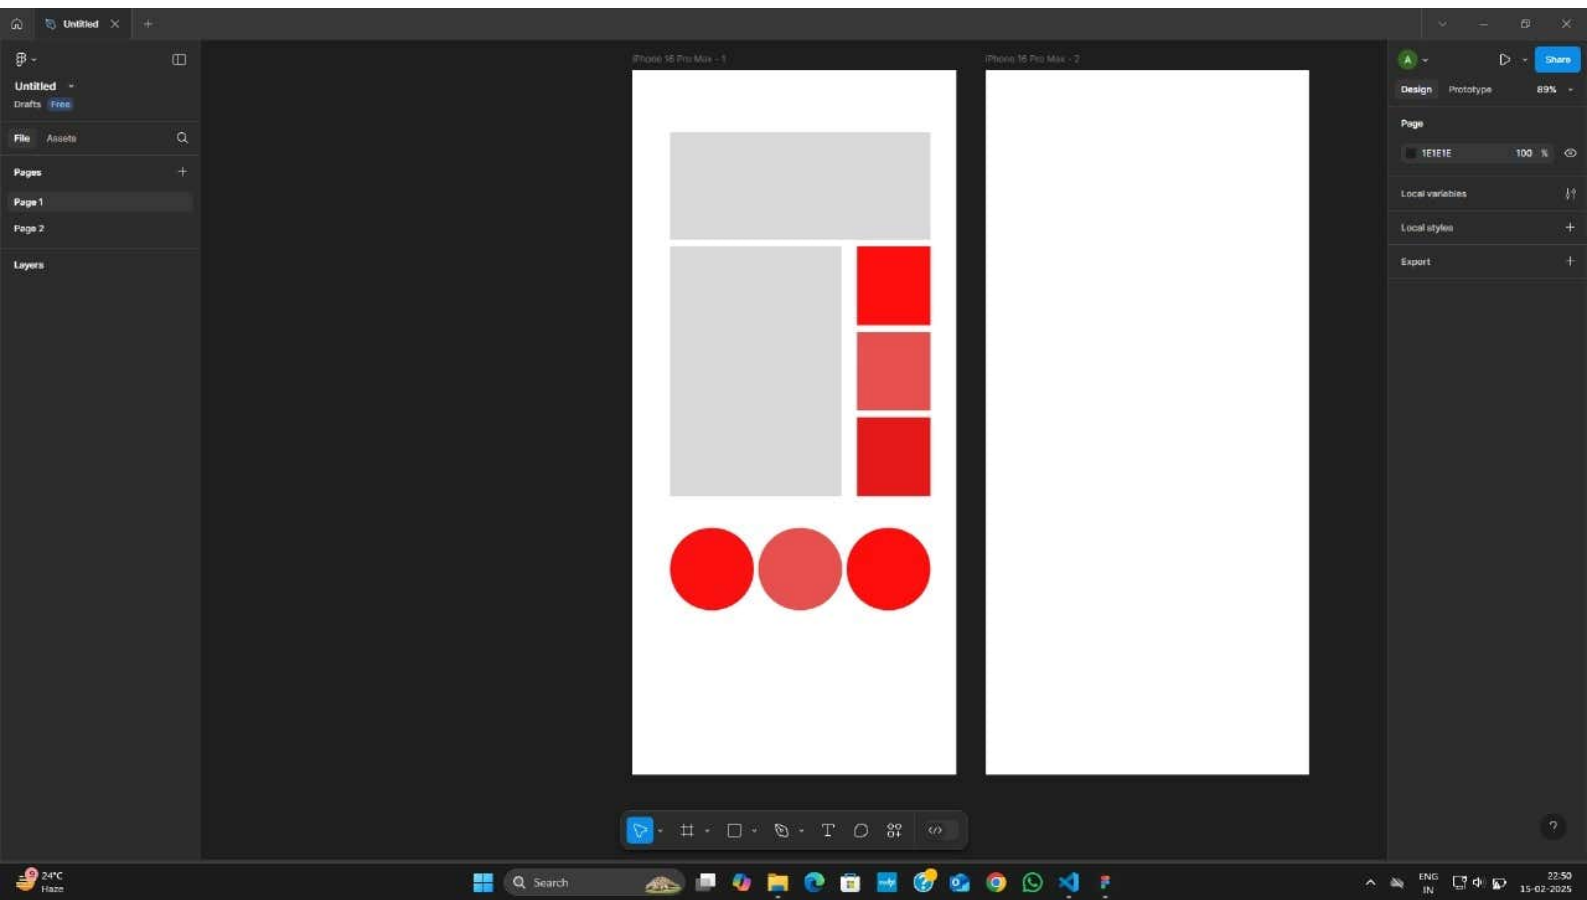 Untitled
Untitled
Drafts Free
File Assets
Pages
Page 1
Page 2
Layers
iPhone 16 Pro Max - 1
iPhone 16 Pro Max - 2
A
Share
Design Prototype 89%
Page
1E1E1E 100 %
Local variables
Local styles
Export
?
9
24°C
Haze
Search
ENG
IN
22:50
15-02-2025